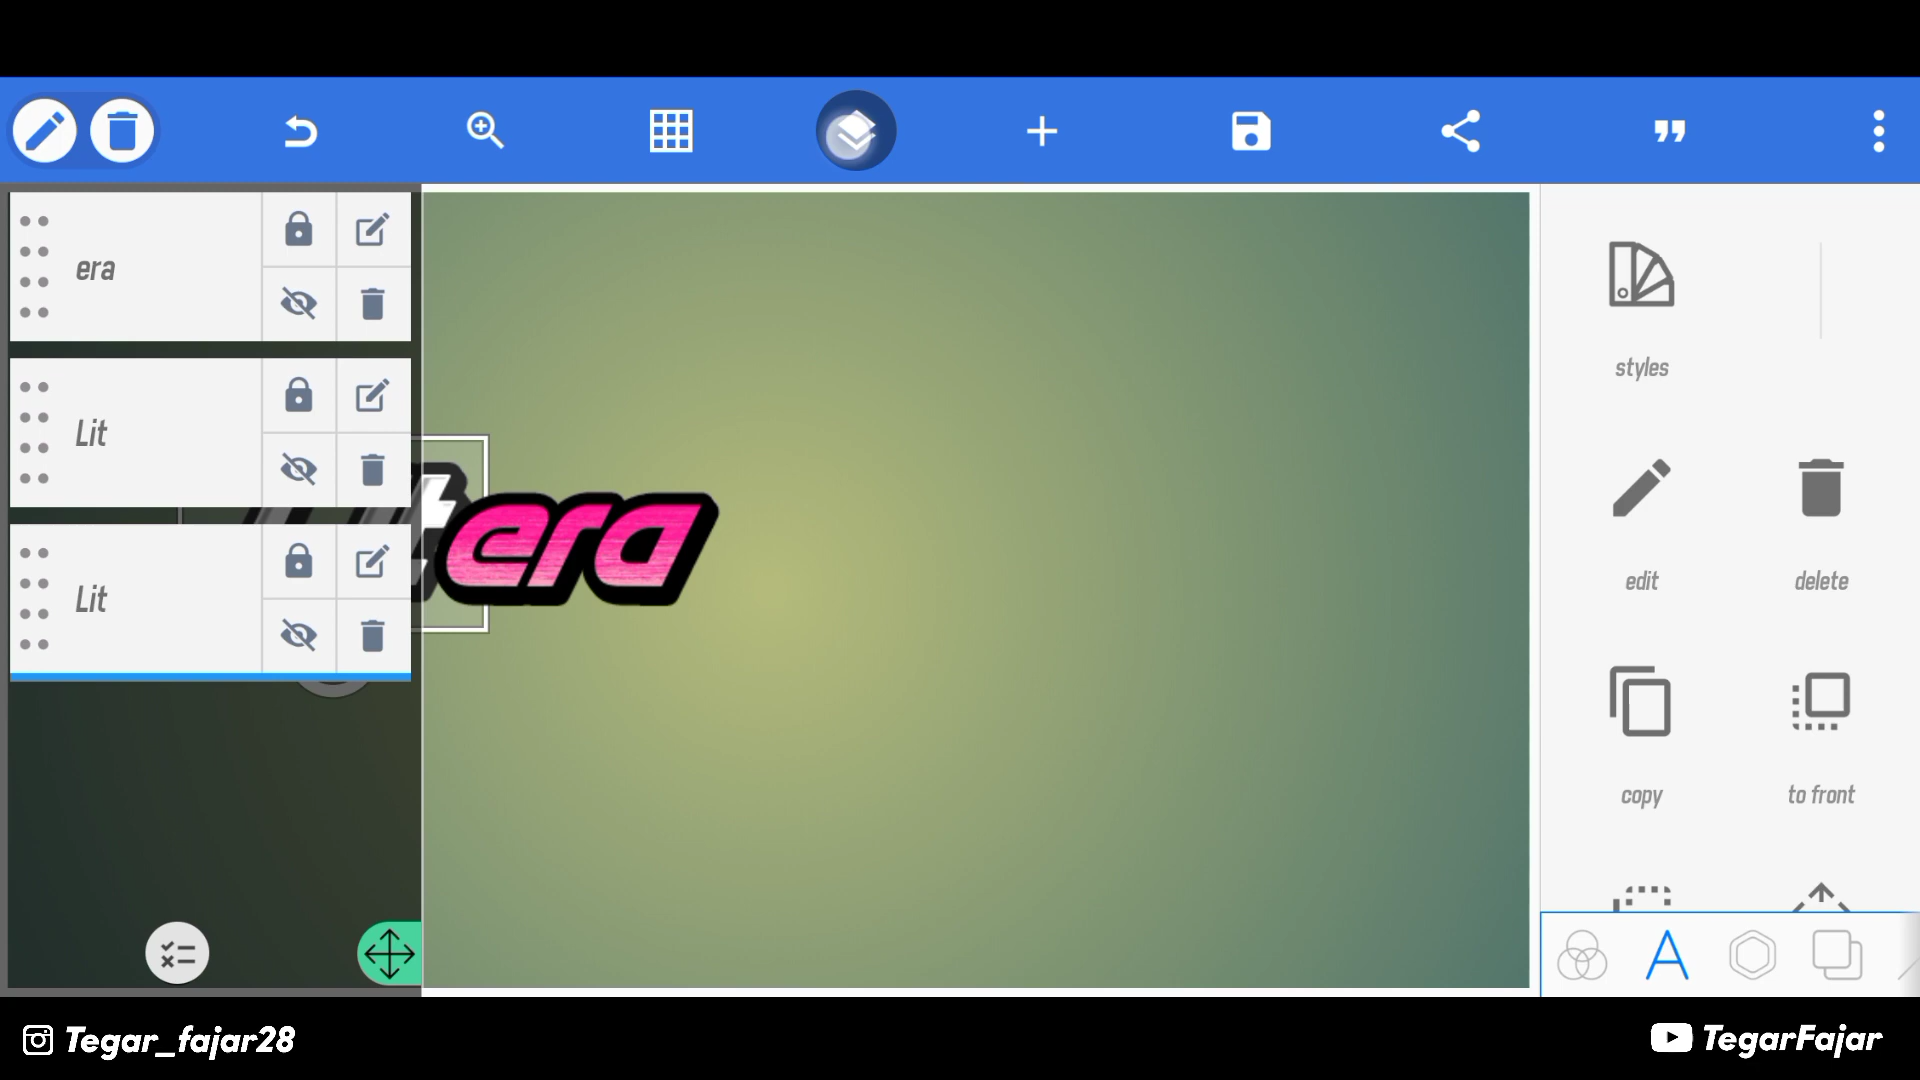 era
styles
Lit
t era
edit
delete
Lit
copy
to front
Tegar_fajar28
TegarFajar